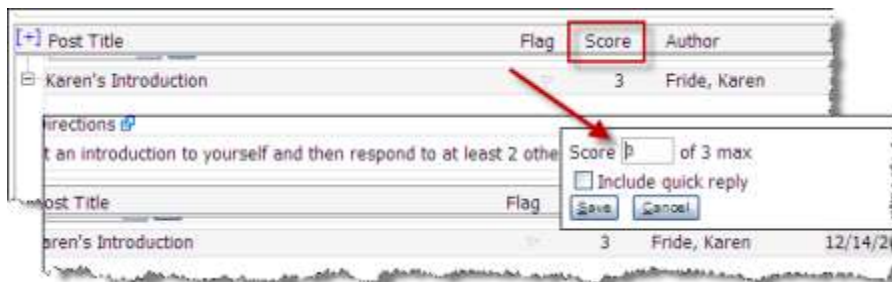 [+] Post Title Flag Score Author
Karen's Introduction 3 Fride, Karen
irections
t an introduction to yourself and then respond to at least 2 othe
Score of 3 max
Include quick reply
Save Cancel
ost Title Flag
aren's Introduction 3 Fride, Karen 12/14/2